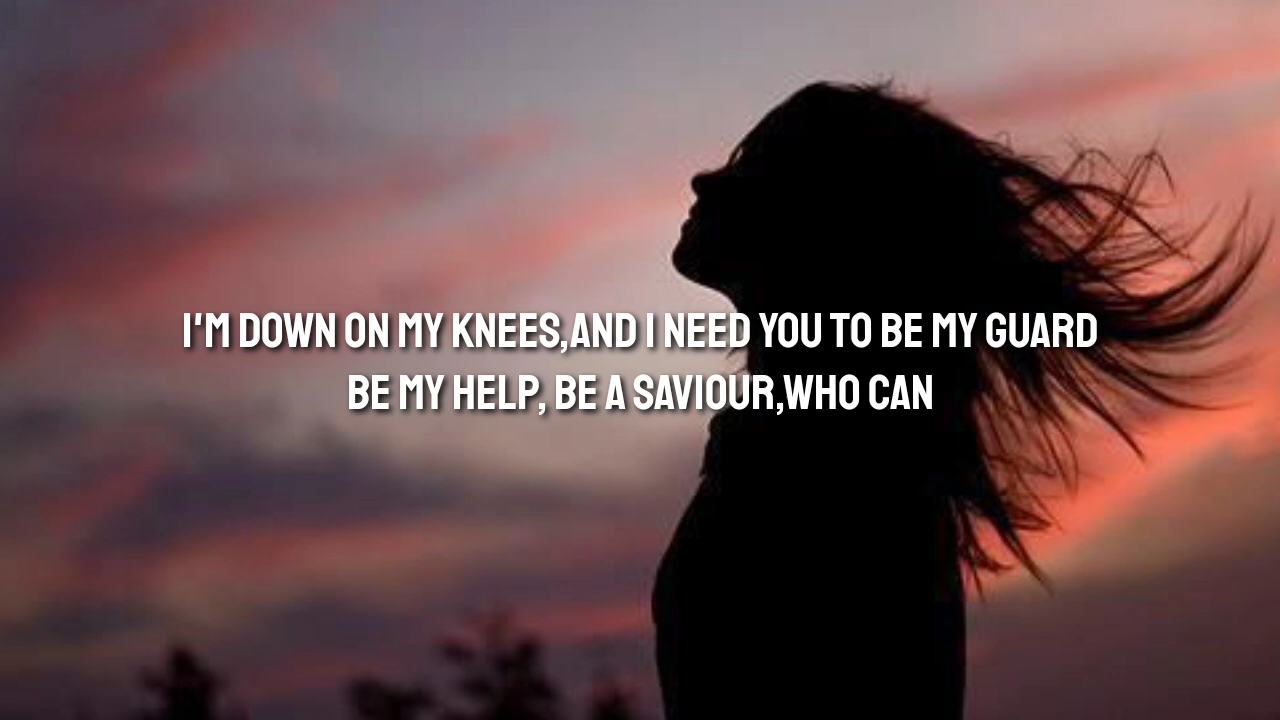 I'M DOWN ON MY KNEES,AND I NEED YOU TO BE MY GUARD
BE MY HELP, BE A SAVIOUR,WHO CAN